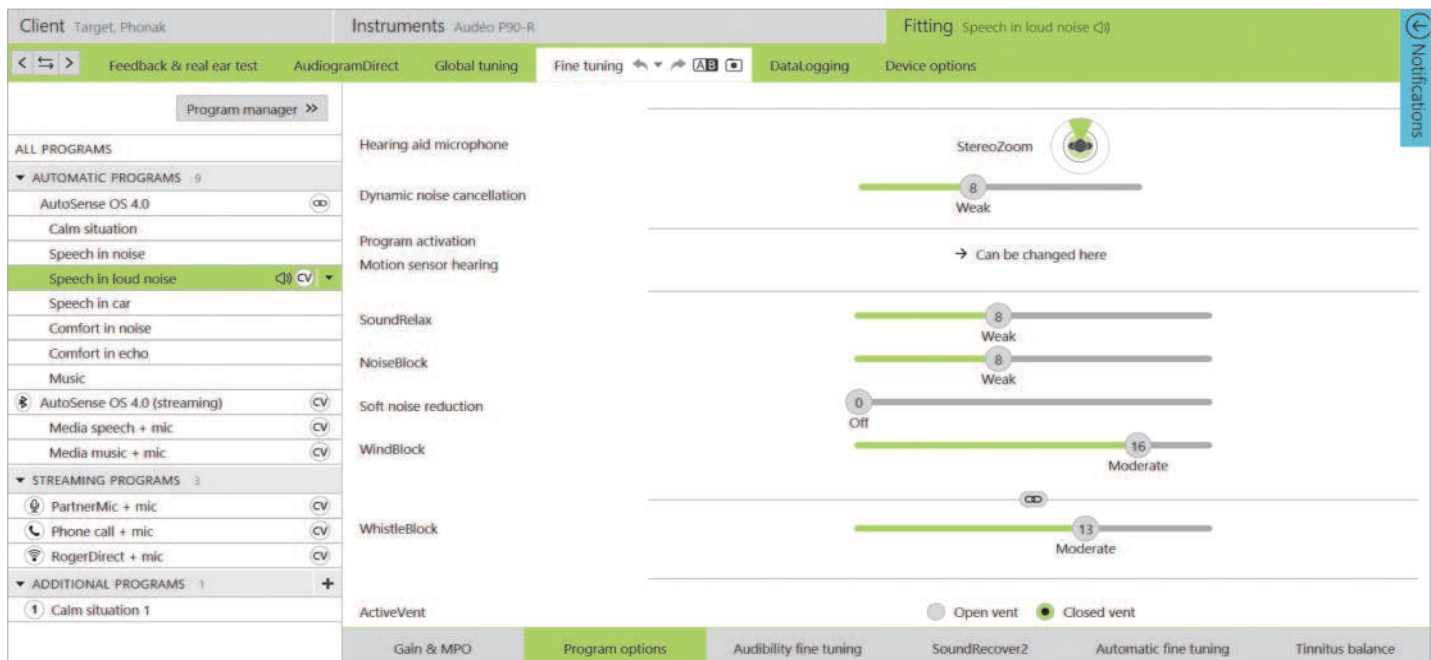 Client Target, Phonak
Instruments Audéo P90-R
Fitting Speech in loud noise
Notifications
Feedback & real ear test
AudiogramDirect
Global tuning
Fine tuning
AB
DataLogging
Device options
Program manager >>
ALL PROGRAMS
AUTOMATIC PROGRAMS 9
AutoSense OS 4.0
Calm situation
Speech in noise
Speech in loud noise CV
Speech in car
Comfort in noise
Comfort in echo
Music
AutoSense OS 4.0 (streaming) CV
Media speech + mic CV
Media music + mic CV
STREAMING PROGRAMS 3
PartnerMic + mic CV
Phone call + mic CV
RogerDirect + mic CV
ADDITIONAL PROGRAMS 1 +
1 Calm situation 1
Hearing aid microphone
StereoZoom
Dynamic noise cancellation
8
Weak
Program activation
Motion sensor hearing
→ Can be changed here
SoundRelax
8
Weak
NoiseBlock
8
Weak
Soft noise reduction
0
Off
WindBlock
16
Moderate
WhistleBlock
13
Moderate
ActiveVent
Open vent
Closed vent
Gain & MPO
Program options
Audibility fine tuning
SoundRecover2
Automatic fine tuning
Tinnitus balance